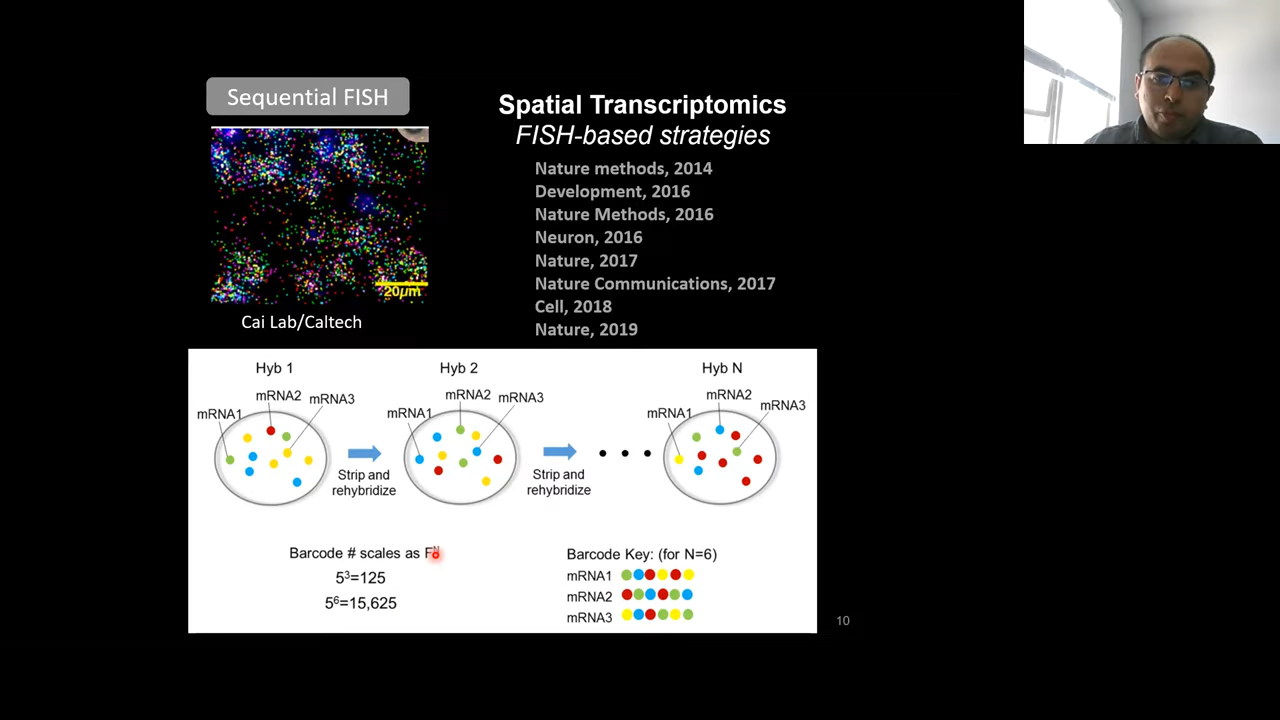 Sequential FISH
20µm
Cai Lab/Caltech
Spatial Transcriptomics
FISH-based strategies
Nature methods, 2014
Development, 2016
Nature Methods, 2016
Neuron, 2016
Nature, 2017
Nature Communications, 2017
Cell, 2018
Nature, 2019
Hyb 1
mRNA1
mRNA2
mRNA3
Strip and
rehybridize
Hyb 2
mRNA1
mRNA2
mRNA3
Strip and
rehybridize
Hyb N
mRNA1
mRNA2
mRNA3
Barcode # scales as Fᴺ
5³=125
5⁶=15,625
Barcode Key: (for N=6)
mRNA1
mRNA2
mRNA3
10